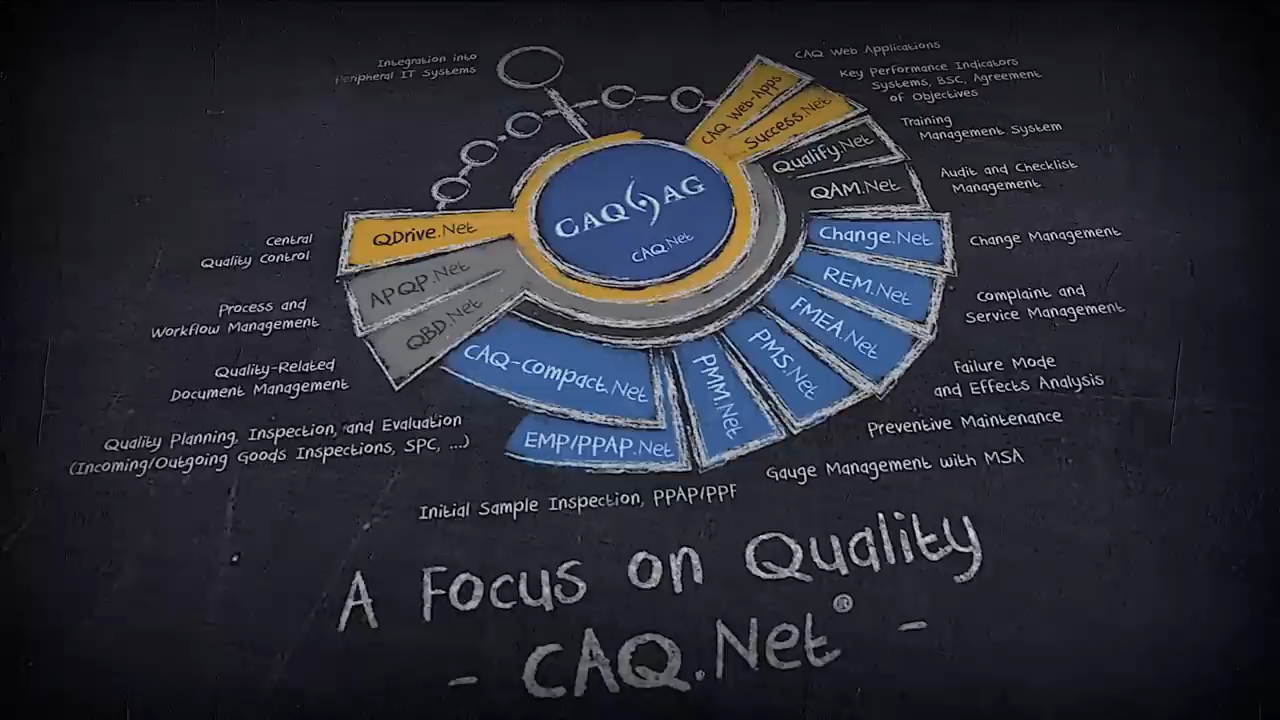 Integration into
Peripheral IT Systems
CAQ Web Applications
Key Performance Indicators
Systems, BSC, Agreement
of Objectives
Training
Management System
Audit and Checklist
Management
Change Management
Complaint and
Service Management
Failure Mode
and Effects Analysis
Preventive Maintenance
Gauge Management with MSA
Initial Sample Inspection, PPAP/PPF
Quality Planning, Inspection, and Evaluation
(Incoming/Outgoing Goods Inspections, SPC, ...)
Quality-Related
Document Management
Process and
Workflow Management
Central
Quality Control
CAQ AG
CAQ.Net
CAQ Web-Apps
Success.Net
Qualify.Net
QAM.Net
Change.Net
REM.Net
FMEA.Net
PMS.Net
PMM.Net
EMP/PPAP.Net
CAQ-compact.Net
QBD.Net
APQP.Net
QDrive.Net
A Focus on Quality
- CAQ.Net® -